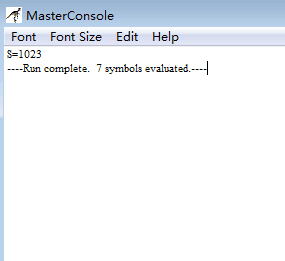 MasterConsole
Font Font Size Edit Help
S=1023
----Run complete.  7 symbols evaluated.----